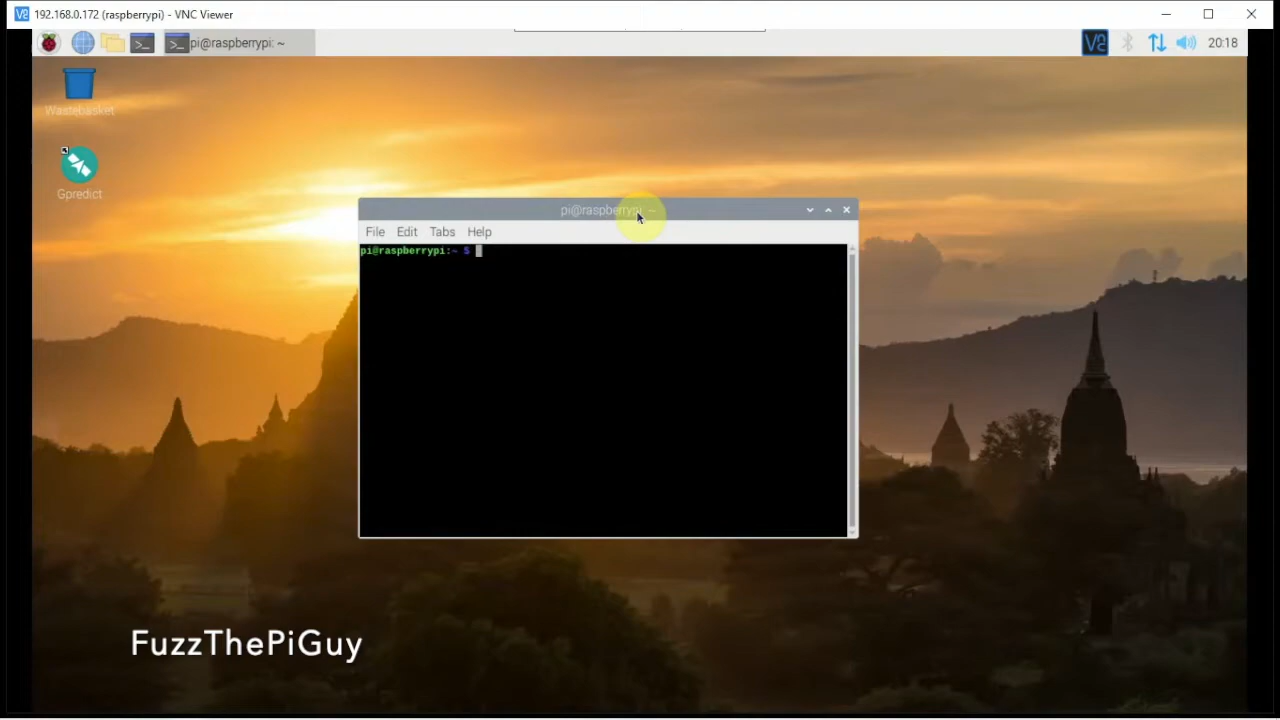 192.168.0.172 (raspberrypi) - VNC Viewer
pi@raspberrypi: ~
20:18
Wastebasket
Gpredict
pi@raspberrypi: ~
File Edit Tabs Help
pi@raspberrypi:~ $
FuzzThePiGuy